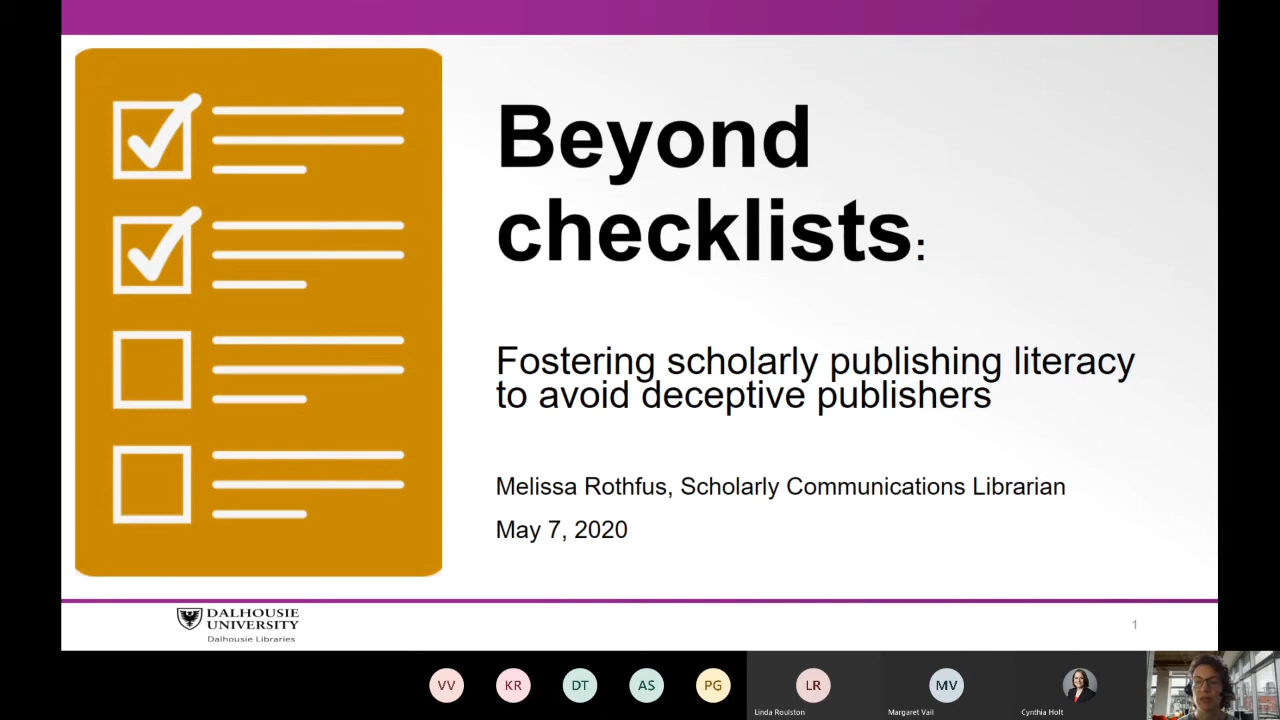 Beyond
checklists:
Fostering scholarly publishing literacy
to avoid deceptive publishers
Melissa Rothfus, Scholarly Communications Librarian
May 7, 2020
DALHOUSIE
UNIVERSITY
Dalhousie Libraries
1
VV
KR
DT
AS
PG
LR
MV
Linda Roulston
Margaret Vail
Cynthia Holt